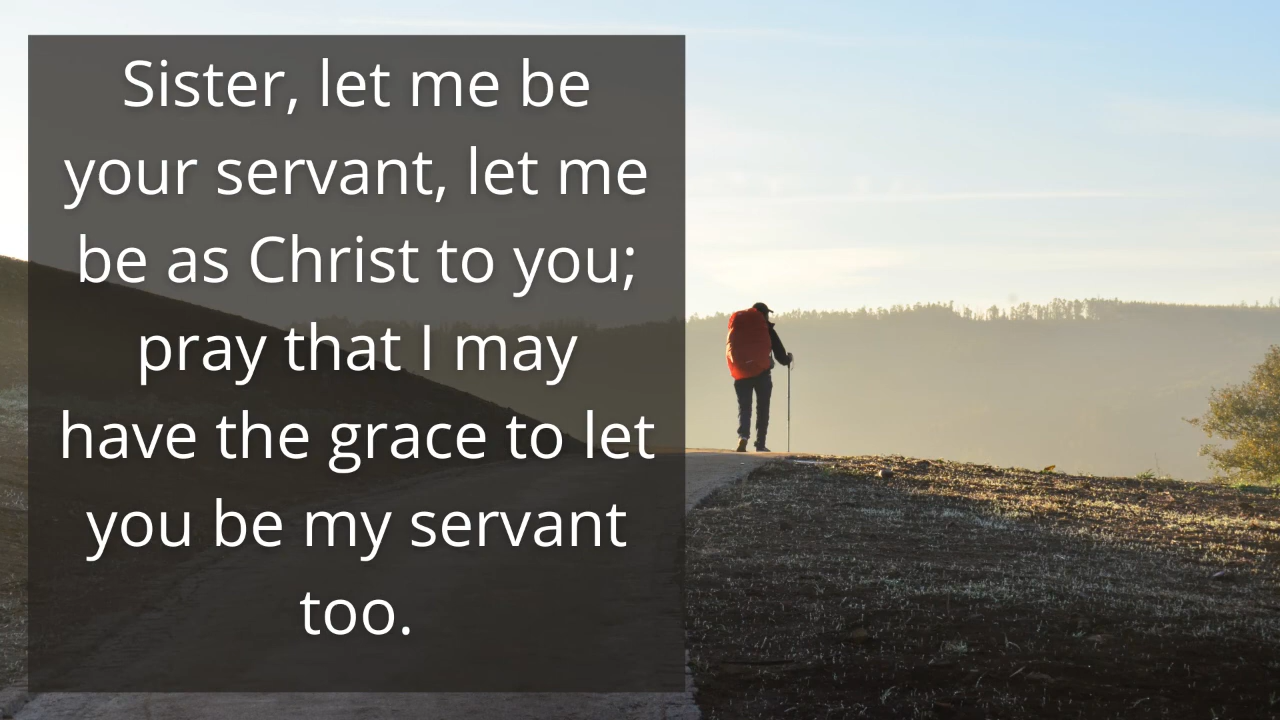 Sister, let me be
your servant, let me
be as Christ to you;
pray that I may
have the grace to let
you be my servant
too.